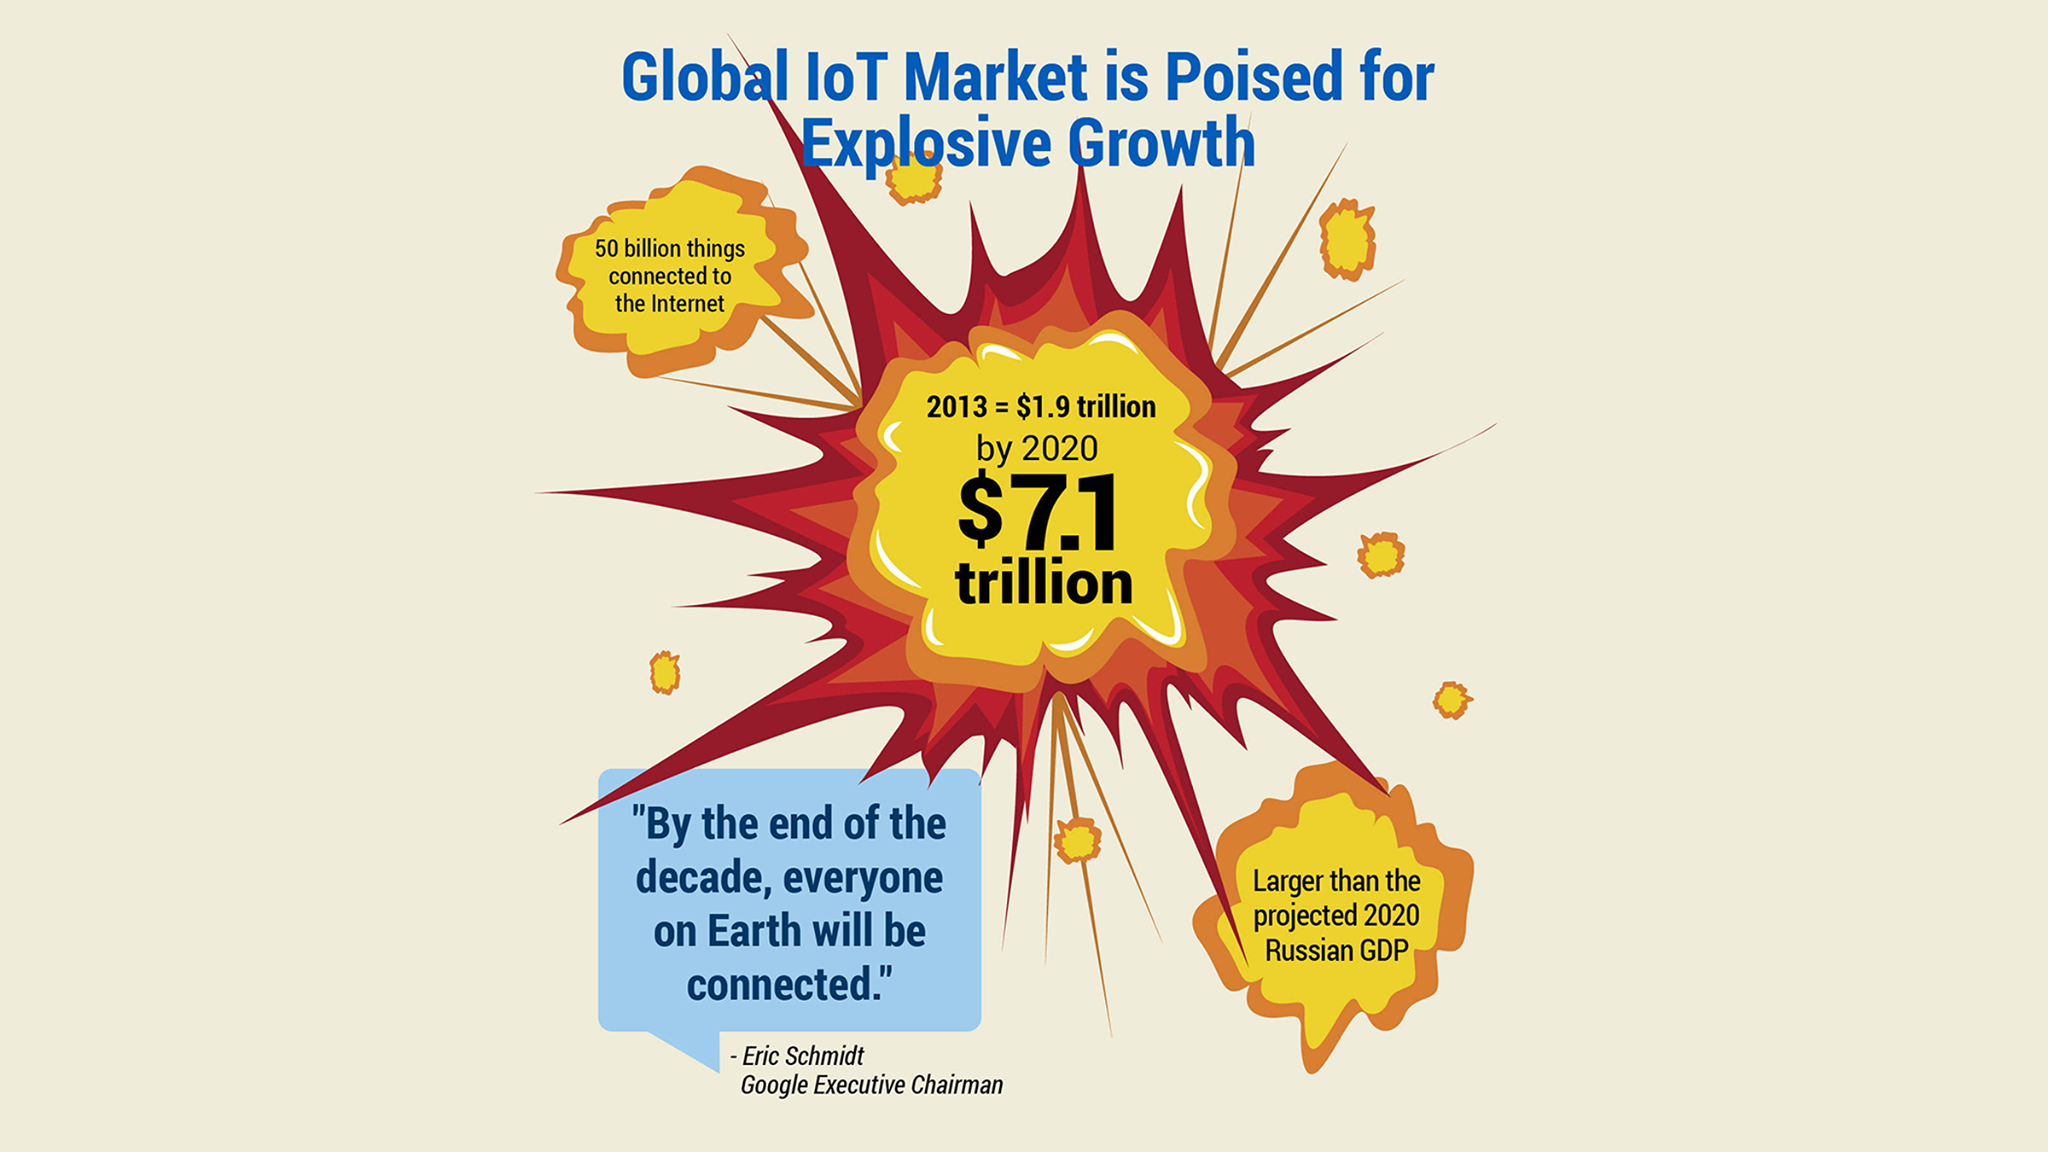 Global IoT Market is Poised for
Explosive Growth
50 billion things
connected to
the Internet
2013 = $1.9 trillion
by 2020
$7.1
trillion
"By the end of the
decade, everyone
on Earth will be
connected."
- Eric Schmidt
Google Executive Chairman
Larger than the
projected 2020
Russian GDP